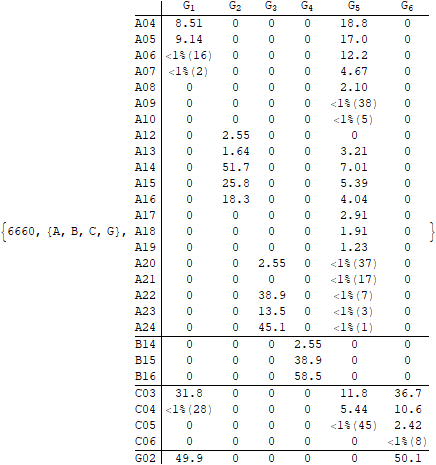 G₁ G₂ G₃ G₄ G₅ G₆
A04 8.51 0 0 0 18.8 0
A05 9.14 0 0 0 17.0 0
A06 <1%(16) 0 0 0 12.2 0
A07 <1%(2) 0 0 0 4.67 0
A08 0 0 0 0 2.10 0
A09 0 0 0 0 <1%(38) 0
A10 0 0 0 0 <1%(5) 0
A12 0 2.55 0 0 0 0
A13 0 1.64 0 0 3.21 0
A14 0 51.7 0 0 7.01 0
A15 0 25.8 0 0 5.39 0
A16 0 18.3 0 0 4.04 0
A17 0 0 0 0 2.91 0
{6660, {A, B, C, G}, A18 0 0 0 0 1.91 0 }
A19 0 0 0 0 1.23 0
A20 0 0 2.55 0 <1%(37) 0
A21 0 0 0 0 <1%(17) 0
A22 0 0 38.9 0 <1%(7) 0
A23 0 0 13.5 0 <1%(3) 0
A24 0 0 45.1 0 <1%(1) 0
B14 0 0 0 2.55 0 0
B15 0 0 0 38.9 0 0
B16 0 0 0 58.5 0 0
C03 31.8 0 0 0 11.8 36.7
C04 <1%(28) 0 0 0 5.44 10.6
C05 0 0 0 0 <1%(45) 2.42
C06 0 0 0 0 0 <1%(8)
G02 49.9 0 0 0 0 50.1